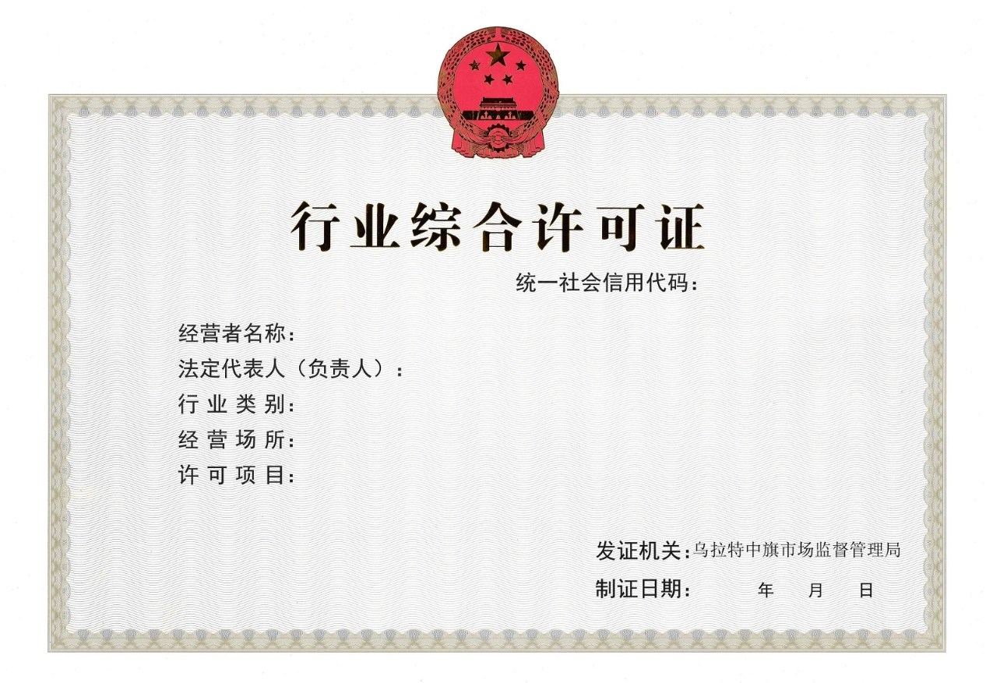 行业综合许可证
统一社会信用代码：
经营者名称：
法定代表人（负责人）：
行业类别：
经营场所：
许可项目：
发证机关：乌拉特中旗市场监督管理局
制证日期： 年 月 日